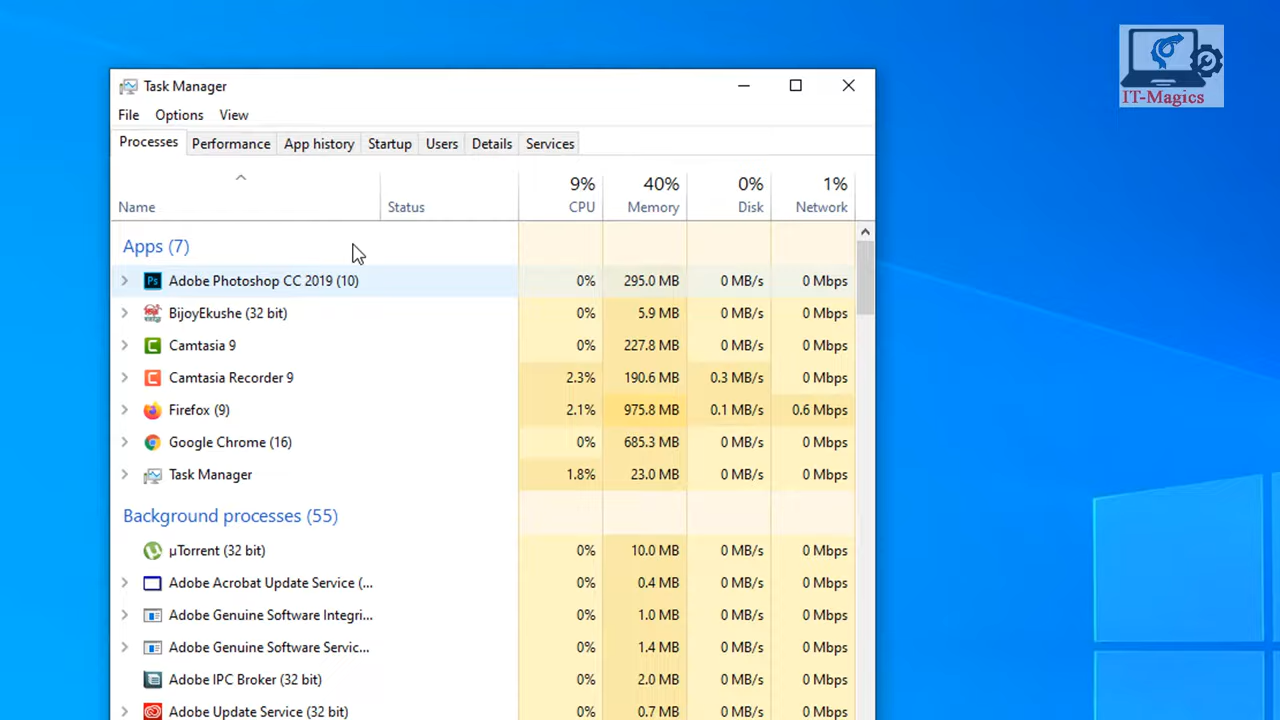 IT-Magics
Task Manager
File Options View
Processes Performance App history Startup Users Details Services
9% 40% 0% 1%
Name Status CPU Memory Disk Network
Apps (7)
Adobe Photoshop CC 2019 (10) 0% 295.0 MB 0 MB/s 0 Mbps
BijoyEkushe (32 bit) 0% 5.9 MB 0 MB/s 0 Mbps
Camtasia 9 0% 227.8 MB 0 MB/s 0 Mbps
Camtasia Recorder 9 2.3% 190.6 MB 0.3 MB/s 0 Mbps
Firefox (9) 2.1% 975.8 MB 0.1 MB/s 0.6 Mbps
Google Chrome (16) 0% 685.3 MB 0 MB/s 0 Mbps
Task Manager 1.8% 23.0 MB 0 MB/s 0 Mbps
Background processes (55)
µTorrent (32 bit) 0% 10.0 MB 0 MB/s 0 Mbps
Adobe Acrobat Update Service (... 0% 0.4 MB 0 MB/s 0 Mbps
Adobe Genuine Software Integri... 0% 1.0 MB 0 MB/s 0 Mbps
Adobe Genuine Software Servic... 0% 1.4 MB 0 MB/s 0 Mbps
Adobe IPC Broker (32 bit) 0% 2.0 MB 0 MB/s 0 Mbps
Adobe Update Service (32 bit) 0% 0.7 MB 0 MB/s 0 Mbps